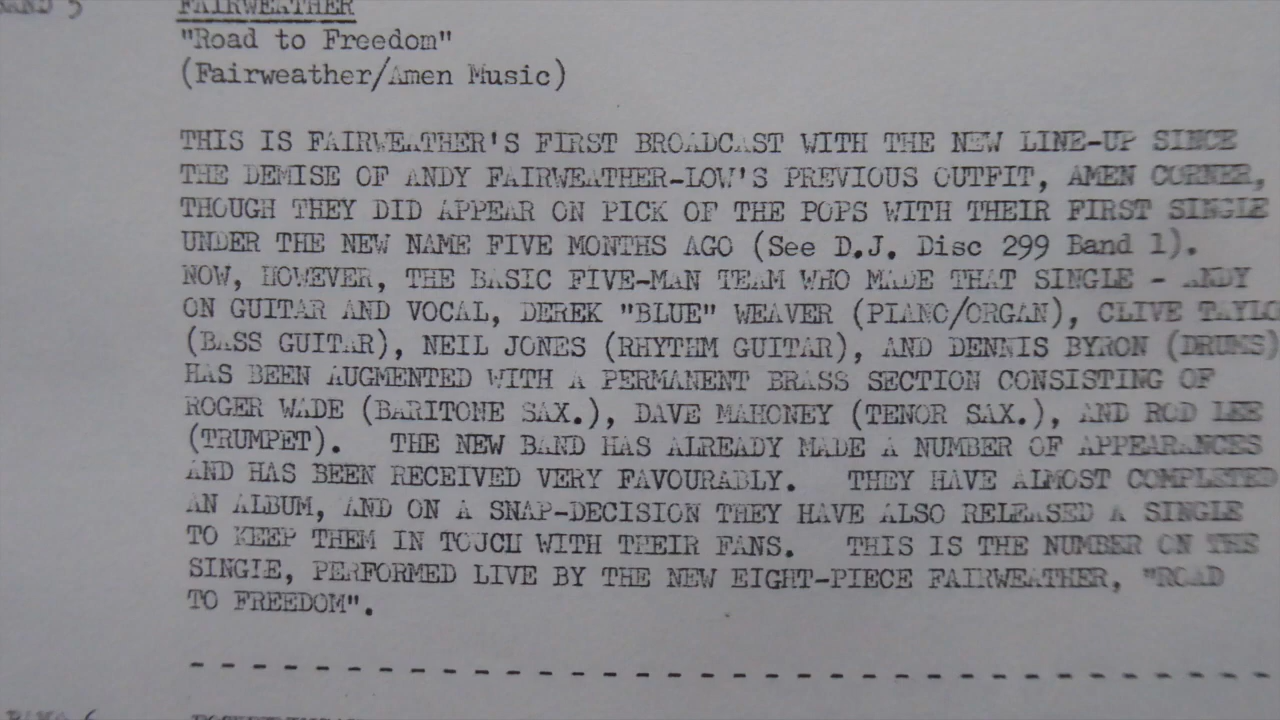 BAND 5 FAIRWEATHER
"Road to Freedom"
(Fairweather/Amen Music)
THIS IS FAIRWEATHER'S FIRST BROADCAST WITH THE NEW LINE-UP SINCE
THE DEMISE OF ANDY FAIRWEATHER-LOW'S PREVIOUS OUTFIT, AMEN CORNER,
THOUGH THEY DID APPEAR ON PICK OF THE POPS WITH THEIR FIRST SINGLE
UNDER THE NEW NAME FIVE MONTHS AGO (See D.J. Disc 299 Band 1).
NOW, HOWEVER, THE BASIC FIVE-MAN TEAM WHO MADE THAT SINGLE - ANDY
ON GUITAR AND VOCAL, DEREK "BLUE" WEAVER (PIANO/ORGAN), CLIVE TAYLO
(BASS GUITAR), NEIL JONES (RHYTHM GUITAR), AND DENNIS BYRON (DRUMS)
HAS BEEN AUGMENTED WITH A PERMANENT BRASS SECTION CONSISTING OF
ROGER WADE (BARITONE SAX.), DAVE MAHONEY (TENOR SAX.), AND ROD LEE
(TRUMPET). THE NEW BAND HAS ALREADY MADE A NUMBER OF APPEARANCES
AND HAS BEEN RECEIVED VERY FAVOURABLY. THEY HAVE ALMOST COMPLETED
AN ALBUM, AND ON A SNAP-DECISION THEY HAVE ALSO RELEASED A SINGLE
TO KEEP THEM IN TOUCH WITH THEIR FANS. THIS IS THE NUMBER ON THE
SINGLE, PERFORMED LIVE BY THE NEW EIGHT-PIECE FAIRWEATHER, "ROAD
TO FREEDOM".
BAND 6